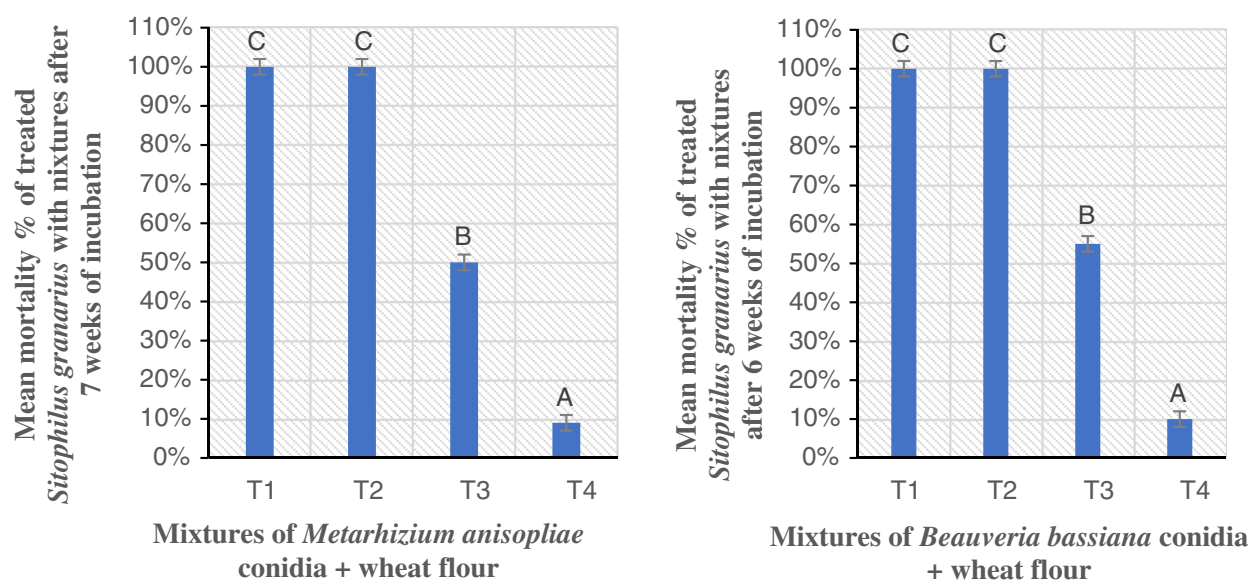 Mean mortality % of treated
Sitophilus granarius with nixtures after
7 weeks of incubation
110%
100%
90%
80%
70%
60%
50%
40%
30%
20%
10%
0%
C
C
B
A
T1
T2
T3
T4
Mixtures of Metarhizium anisopliae
conidia + wheat flour
Mean mortality % of treated
Sitophilus granarius with nixtures
after 6 weeks of incubation
110%
100%
90%
80%
70%
60%
50%
40%
30%
20%
10%
0%
C
C
B
A
T1
T2
T3
T4
Mixtures of Beauveria bassiana conidia
+ wheat flour